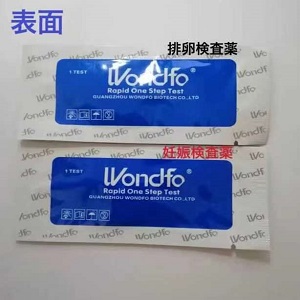 表面
排卵検査薬
1 TEST
Wondfo
Rapid One Step Test
GUANGZHOU WONDFO BIOTECH CO.,LTD
妊娠検査薬
1 TEST
Wondfo
Rapid One Step Test
GUANGZHOU WONDFO BIOTECH CO.,LTD